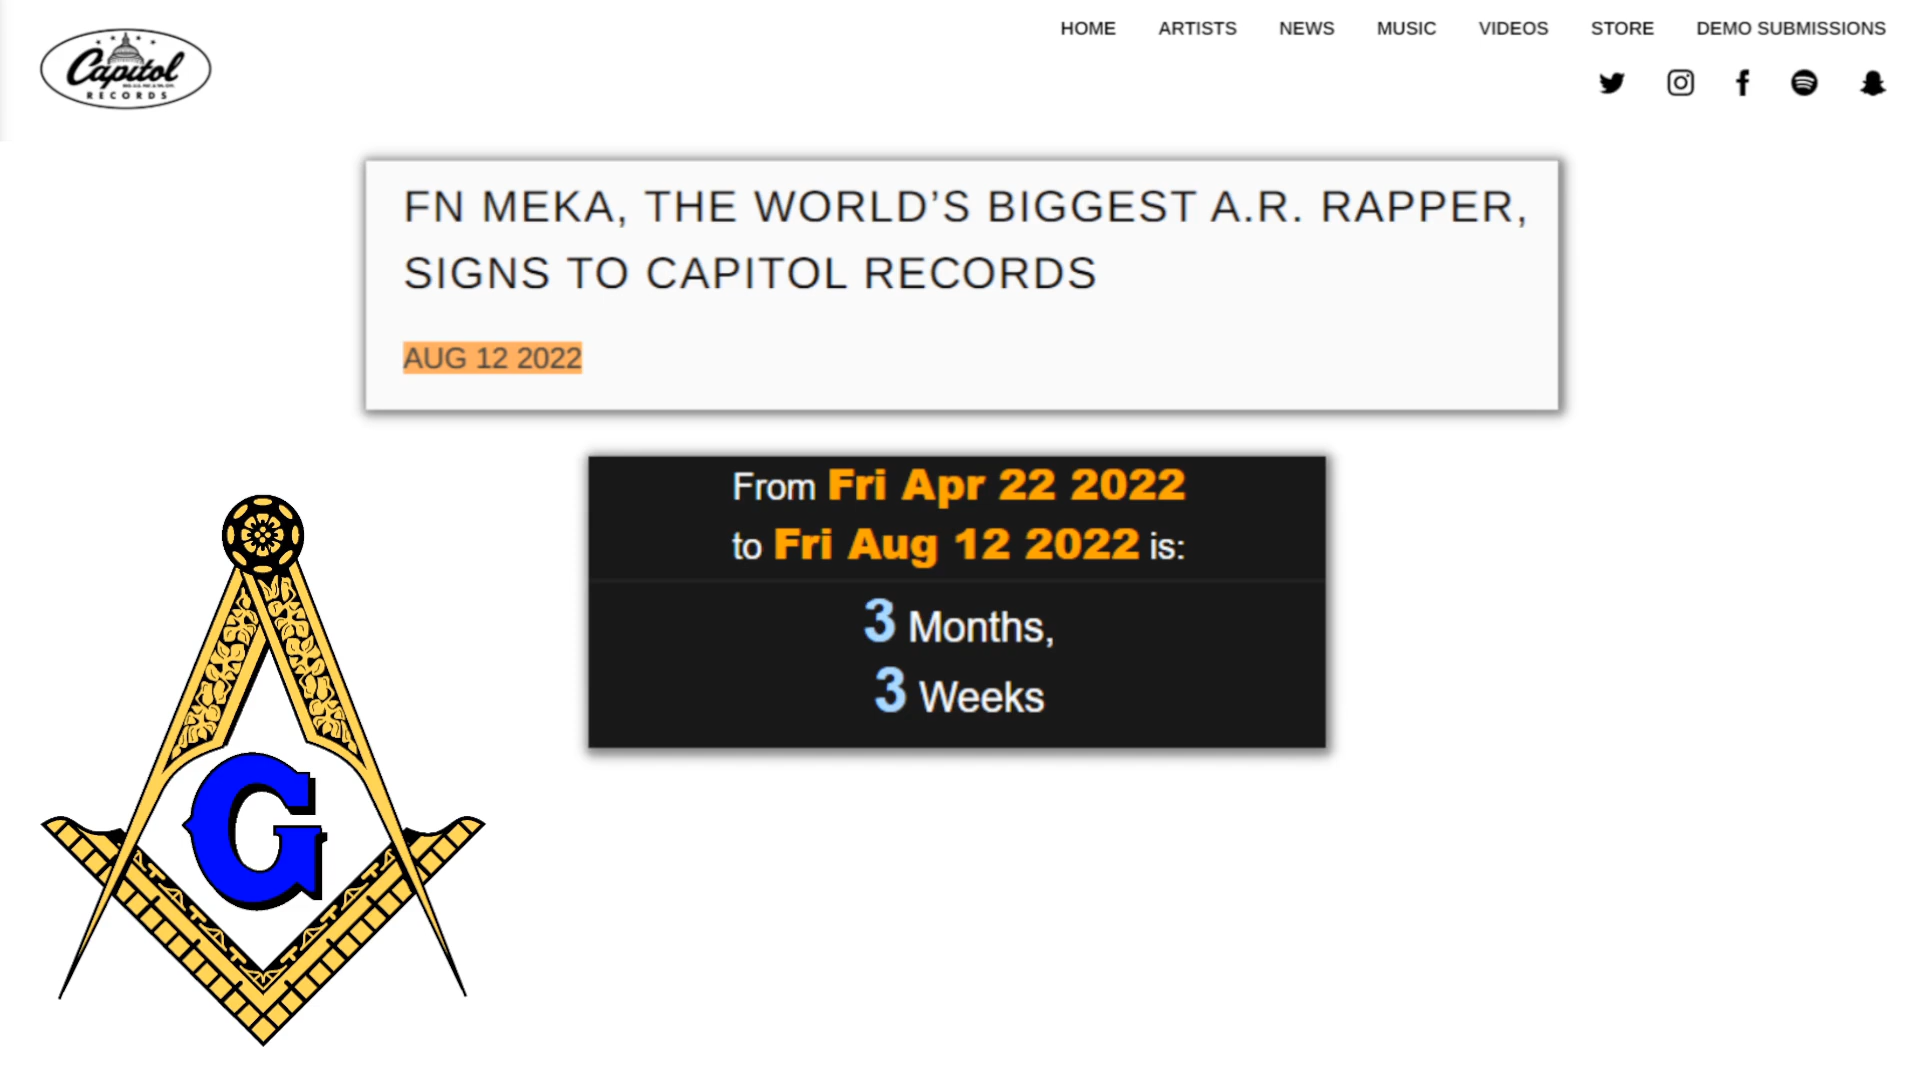 Capitol
RECORDS
HOME ARTISTS NEWS MUSIC VIDEOS STORE DEMO SUBMISSIONS
FN MEKA, THE WORLD’S BIGGEST A.R. RAPPER,
SIGNS TO CAPITOL RECORDS
AUG 12 2022
From Fri Apr 22 2022
to Fri Aug 12 2022 is:
3 Months,
3 Weeks
G